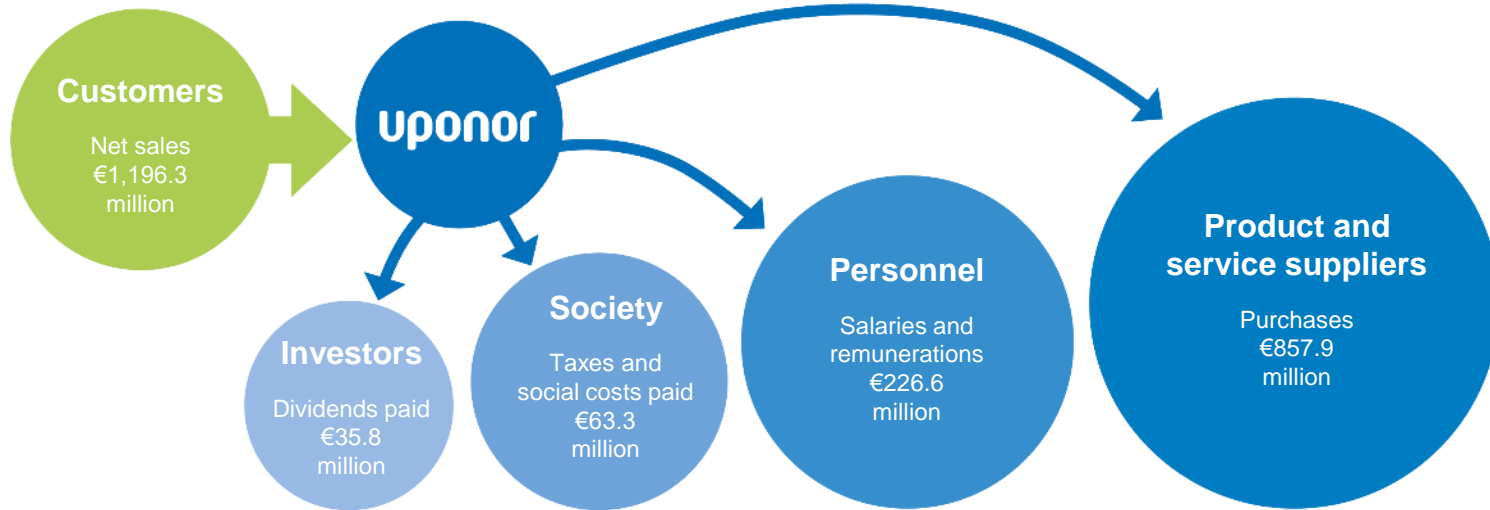 Customers
Net sales
€1,196.3
million
uponor
Investors
Dividends paid
€35.8
million
Society
Taxes and
social costs paid
€63.3
million
Personnel
Salaries and
remunerations
€226.6
million
Product and
service suppliers
Purchases
€857.9
million